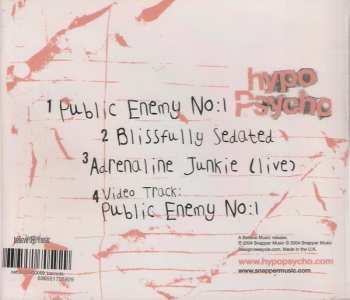 hypo
Psycho
1 Public Enemy No:1
2 Blissfully Sedated
3 Adrenaline Junkie (live)
4 Video Track:
Public Enemy No:1
www.hypopsycho.com
www.snappermusic.com